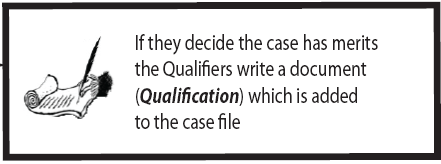 If they decide the case has merits
the Qualifiers write a document
(Qualification) which is added
to the case file